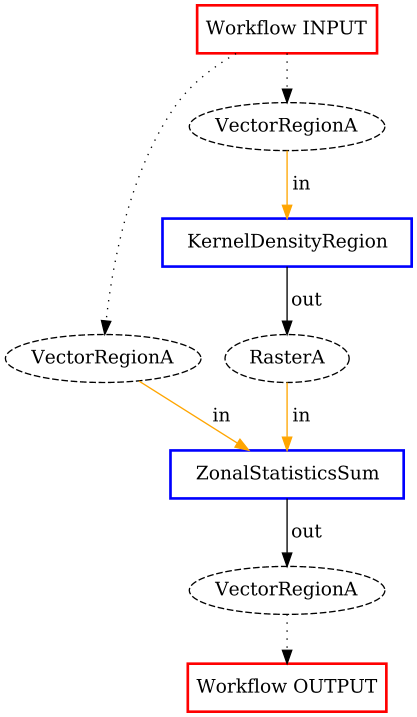 Workflow INPUT
VectorRegionA
in
KernelDensityRegion
out
VectorRegionA
RasterA
in
in
ZonalStatisticsSum
out
VectorRegionA
Workflow OUTPUT